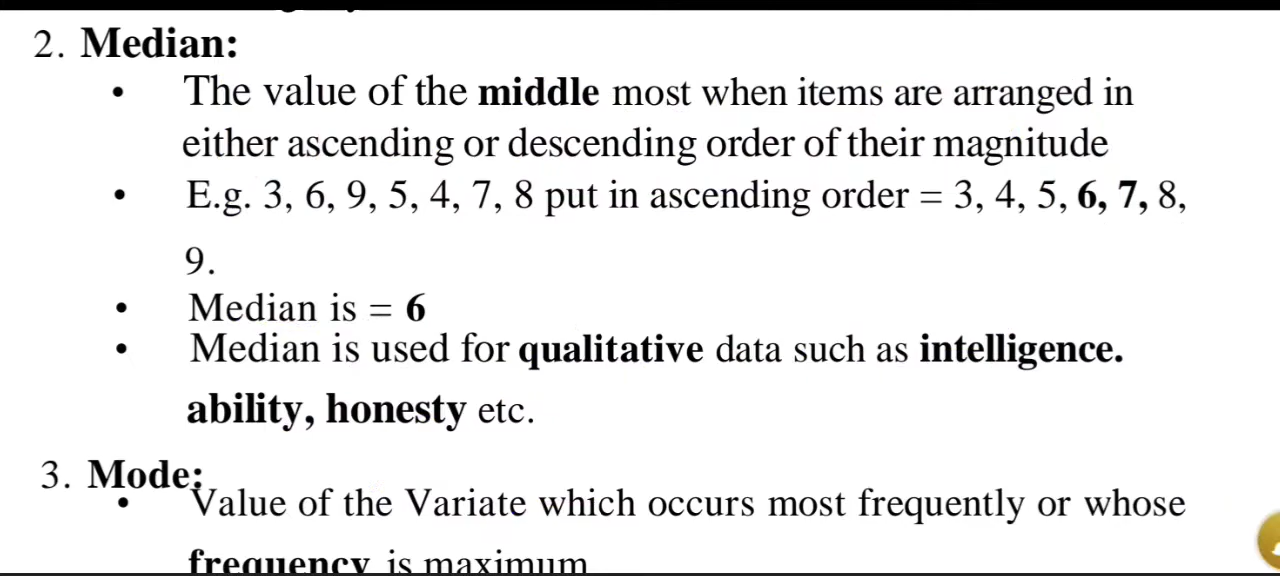 2. Median:
• The value of the middle most when items are arranged in
either ascending or descending order of their magnitude
• E.g. 3, 6, 9, 5, 4, 7, 8 put in ascending order = 3, 4, 5, 6, 7, 8,
9.
• Median is = 6
• Median is used for qualitative data such as intelligence.
ability, honesty etc.
3. Mode:
• Value of the Variate which occurs most frequently or whose
frequency is maximum